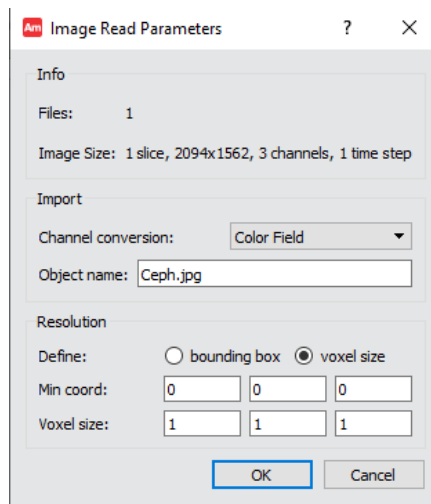 Am Image Read Parameters ? ×
Info
Files: 1
Image Size: 1 slice, 2094x1562, 3 channels, 1 time step
Import
Channel conversion: Color Field
Object name: Ceph.jpg
Resolution
Define: bounding box voxel size
Min coord: 0 0 0
Voxel size: 1 1 1
OK Cancel